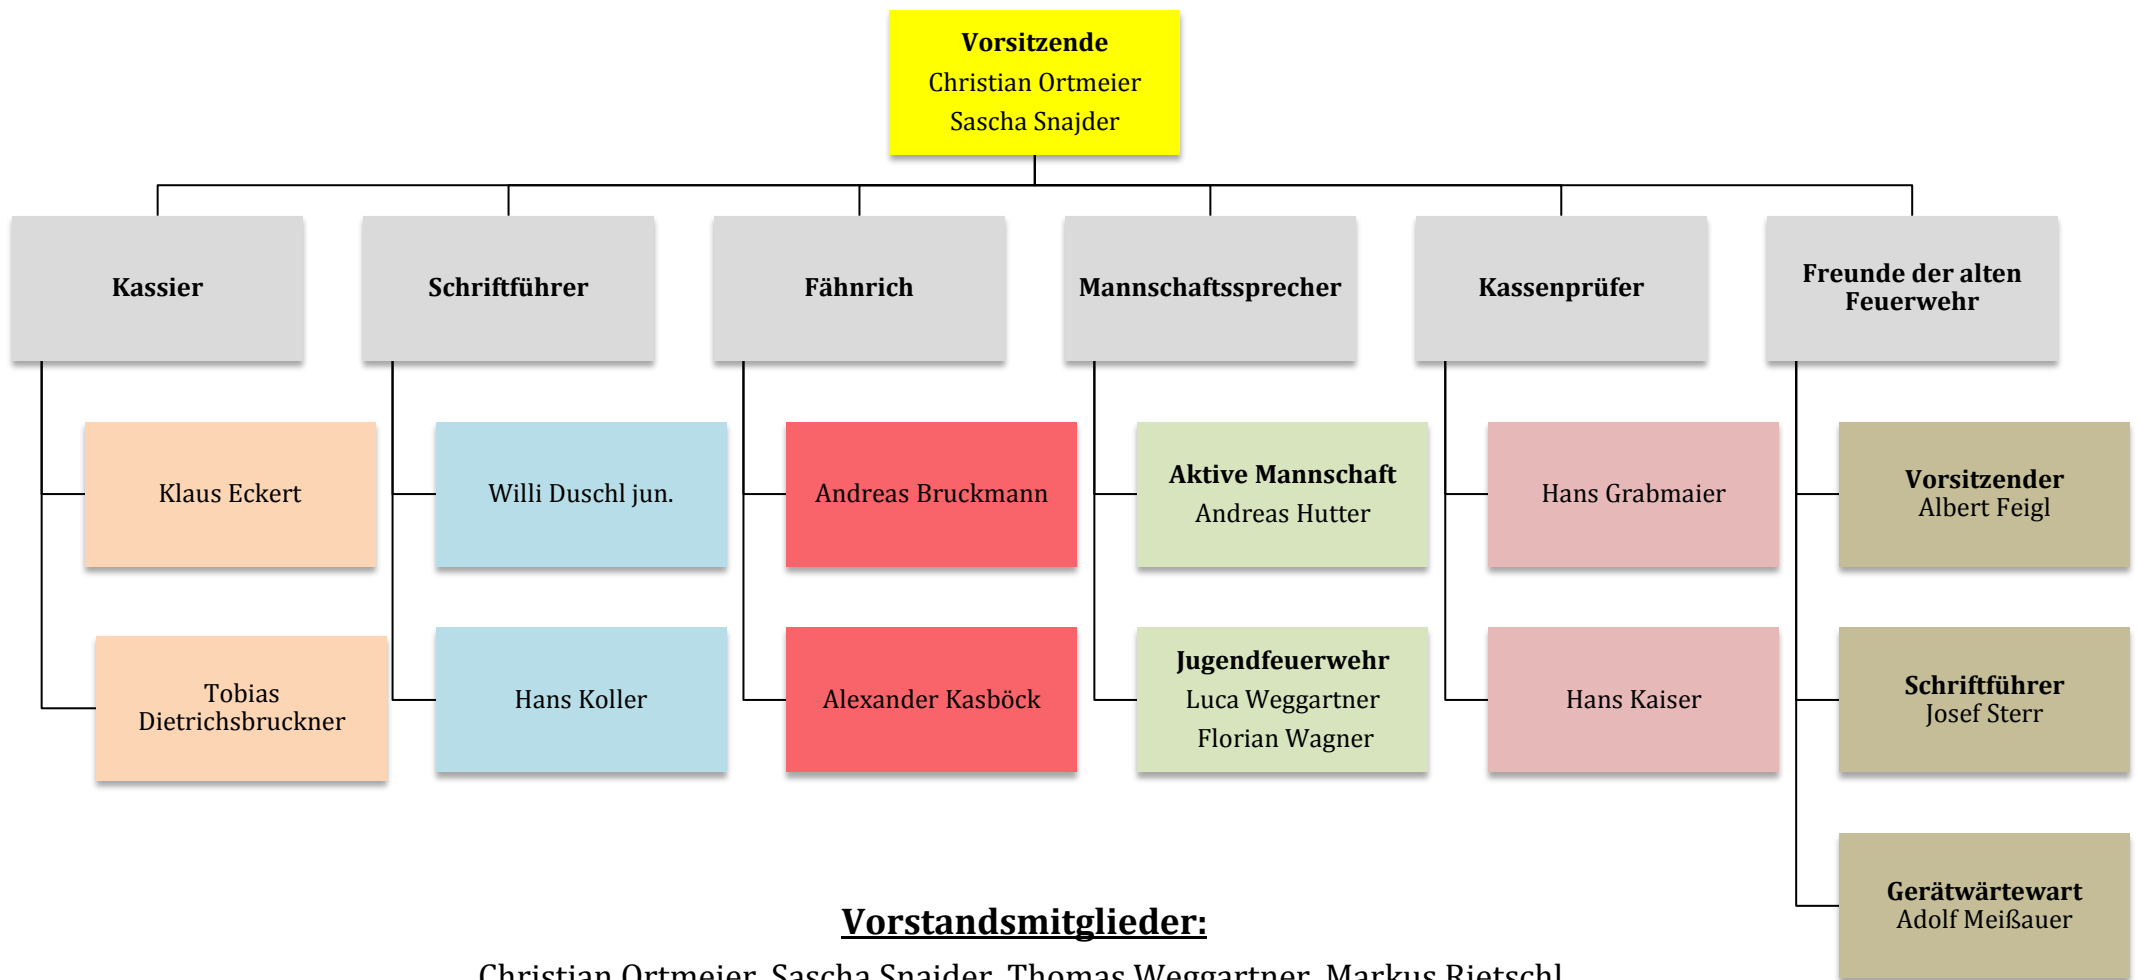 Vorsitzende
Christian Ortmeier
Sascha Snajder
Kassier
Schriftführer
Fähnrich
Mannschaftssprecher
Kassenprüfer
Freunde der alten
Feuerwehr
Klaus Eckert
Willi Duschl jun.
Andreas Bruckmann
Aktive Mannschaft
Andreas Hutter
Hans Grabmaier
Vorsitzender
Albert Feigl
Tobias
Dietrichsbruckner
Hans Koller
Alexander Kasböck
Jugendfeuerwehr
Luca Weggartner
Florian Wagner
Hans Kaiser
Schriftführer
Josef Sterr
Gerätwärtewart
Adolf Meißauer
Vorstandsmitglieder:
Christian Ortmeier, Sascha Snajder, Thomas Weggartner, Markus Rietschl,